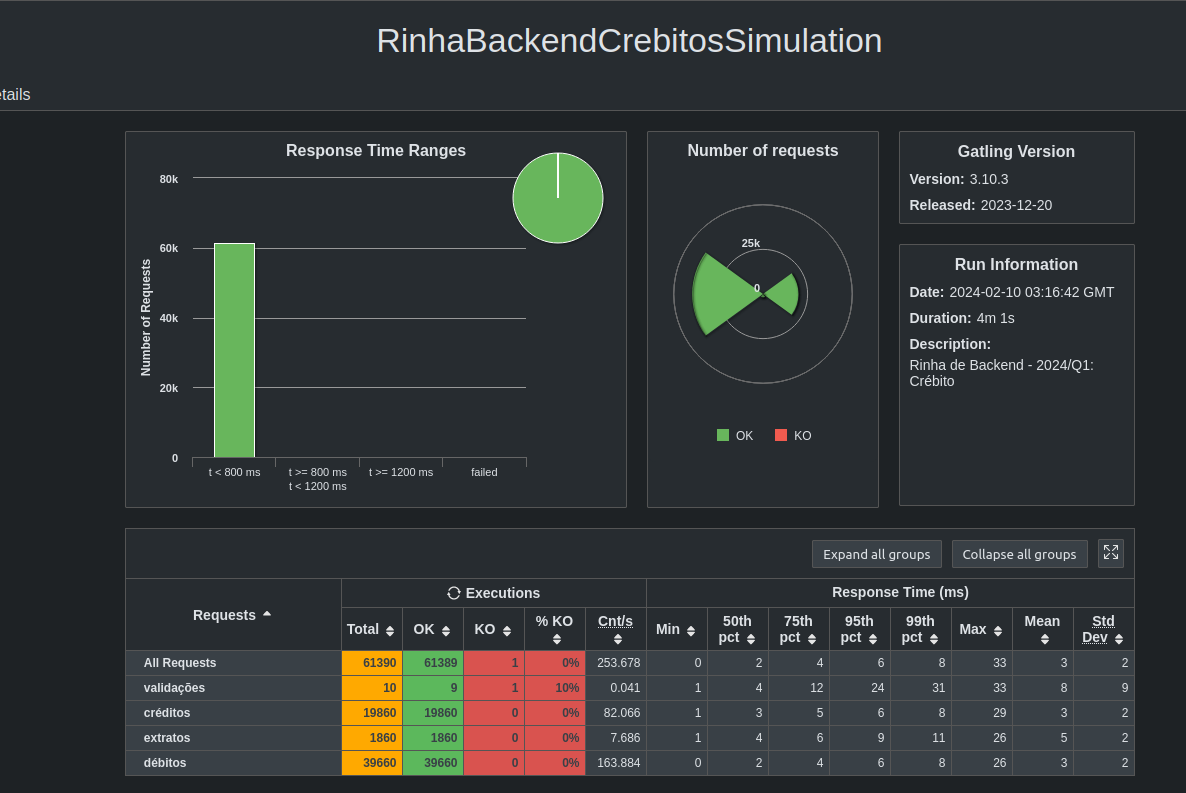 RinhaBackendCrebitosSimulation
etails
Response Time Ranges
80k
60k
40k
20k
0
Number of Requests
t < 800 ms
t >= 800 ms
t < 1200 ms
t >= 1200 ms
failed
Number of requests
25k
0
OK KO
Gatling Version
Version: 3.10.3
Released: 2023-12-20
Run Information
Date: 2024-02-10 03:16:42 GMT
Duration: 4m 1s
Description:
Rinha de Backend - 2024/Q1:
Crébito
Expand all groups Collapse all groups
Requests Executions Response Time (ms)
Total OK KO % KO Cnt/s Min 50th pct 75th pct 95th pct 99th pct Max Mean Std Dev
All Requests 61390 61389 1 0% 253.678 0 2 4 6 8 33 3 2
validações 10 9 1 10% 0.041 1 4 12 24 31 33 8 9
créditos 19860 19860 0 0% 82.066 1 3 5 6 8 29 3 2
extratos 1860 1860 0 0% 7.686 1 4 6 9 11 26 5 2
débitos 39660 39660 0 0% 163.884 0 2 4 6 8 26 3 2